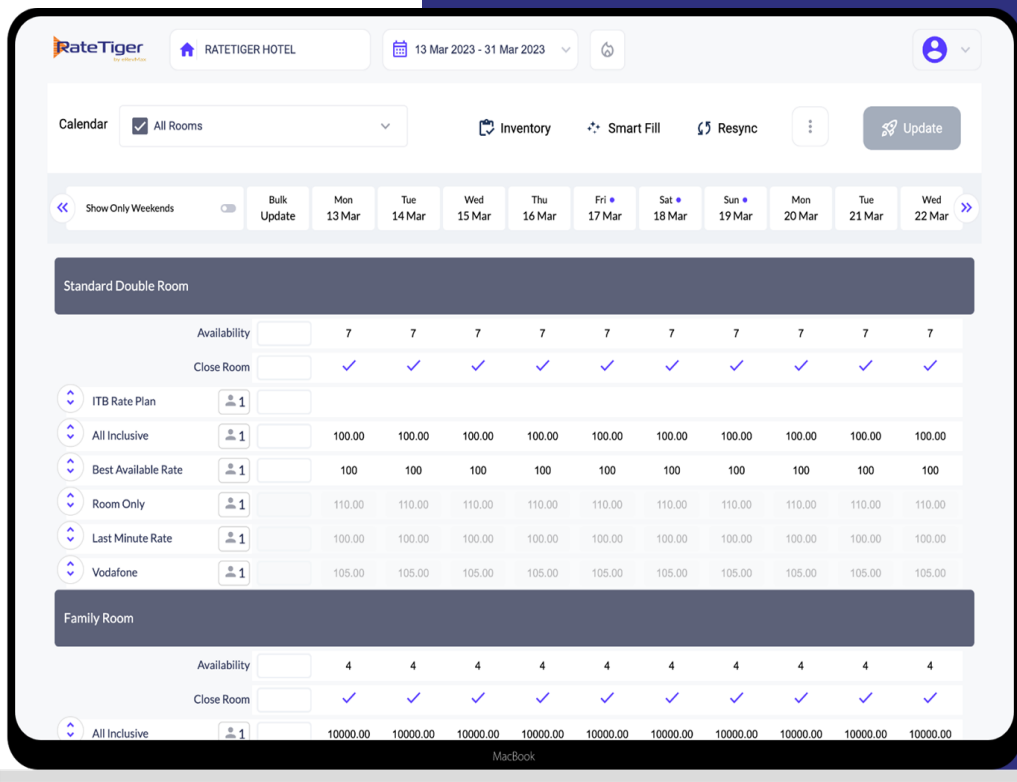 RateTiger
RATETIGER HOTEL
13 Mar 2023 - 31 Mar 2023
Calendar
All Rooms
Inventory
Smart Fill
Resync
Update
Show Only Weekends
Bulk Update
Mon 13 Mar
Tue 14 Mar
Wed 15 Mar
Thu 16 Mar
Fri 17 Mar
Sat 18 Mar
Sun 19 Mar
Mon 20 Mar
Tue 21 Mar
Wed 22 Mar
Standard Double Room
Availability 7 7 7 7 7 7 7 7 7 7
Close Room
ITB Rate Plan 1
All Inclusive 1 100.00 100.00 100.00 100.00 100.00 100.00 100.00 100.00 100.00 100.00
Best Available Rate 1 100 100 100 100 100 100 100 100 100 100
Room Only 1 110.00 110.00 110.00 110.00 110.00 110.00 110.00 110.00 110.00 110.00
Last Minute Rate 1 100.00 100.00 100.00 100.00 100.00 100.00 100.00 100.00 100.00 100.00
Vodafone 1 105.00 105.00 105.00 105.00 105.00 105.00 105.00 105.00 105.00 105.00
Family Room
Availability 4 4 4 4 4 4 4 4 4 4
Close Room
All Inclusive 1 10000.00 10000.00 10000.00 10000.00 10000.00 10000.00 10000.00 10000.00 10000.00 10000.00
MacBook